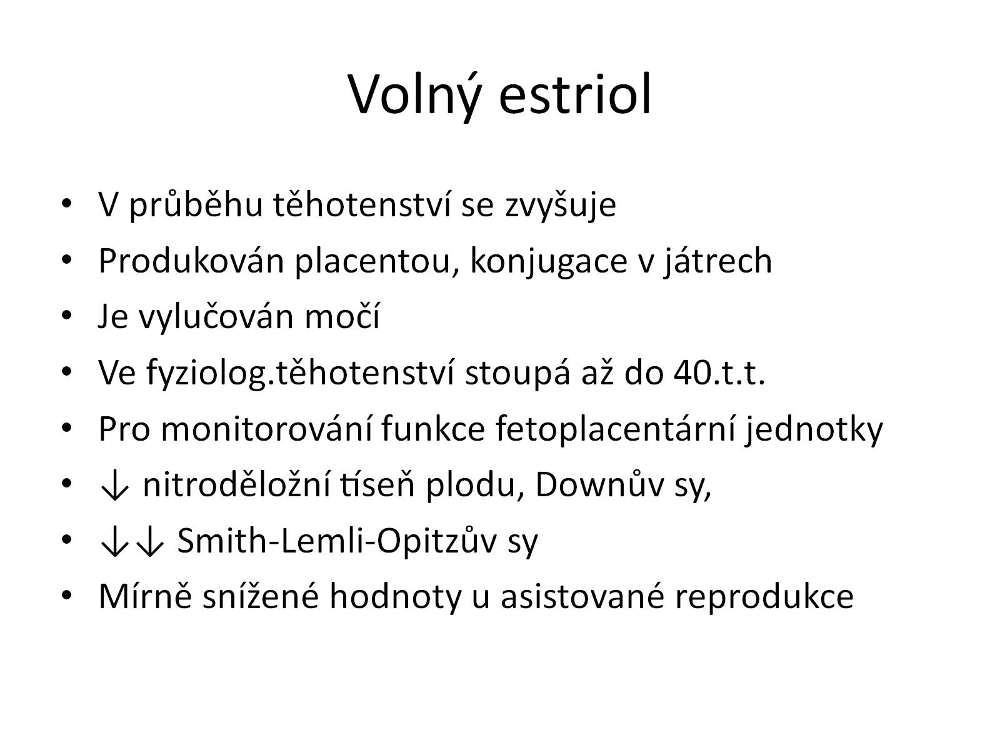 Volný estriol
• V průběhu těhotenství se zvyšuje
• Produkován placentou, konjugace v játrech
• Je vylučován močí
• Ve fyziolog.těhotenství stoupá až do 40.t.t.
• Pro monitorování funkce fetoplacentární jednotky
• ↓ nitroděložní tíseň plodu, Downův sy,
• ↓↓ Smith-Lemli-Opitzův sy
• Mírně snížené hodnoty u asistované reprodukce